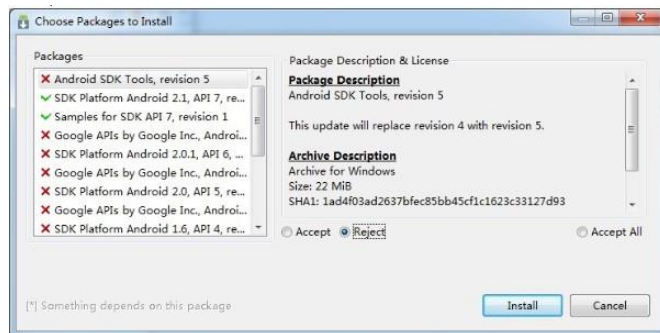 Choose Packages to Install
Packages
Android SDK Tools, revision 5
SDK Platform Android 2.1, API 7, re...
Samples for SDK API 7, revision 1
Google APIs by Google Inc., Androi...
SDK Platform Android 2.0.1, API 6, ...
Google APIs by Google Inc., Androi...
SDK Platform Android 2.0, API 5, re...
Google APIs by Google Inc., Androi...
SDK Platform Android 1.6, API 4, re...
Package Description & License
Package Description
Android SDK Tools, revision 5
This update will replace revision 4 with revision 5.
Archive Description
Archive for Windows
Size: 22 MiB
SHA1: 1ad4f03ad2637bfec85bb45cf1c1623c33127d93
Accept Reject Accept All
[*] Something depends on this package
Install Cancel